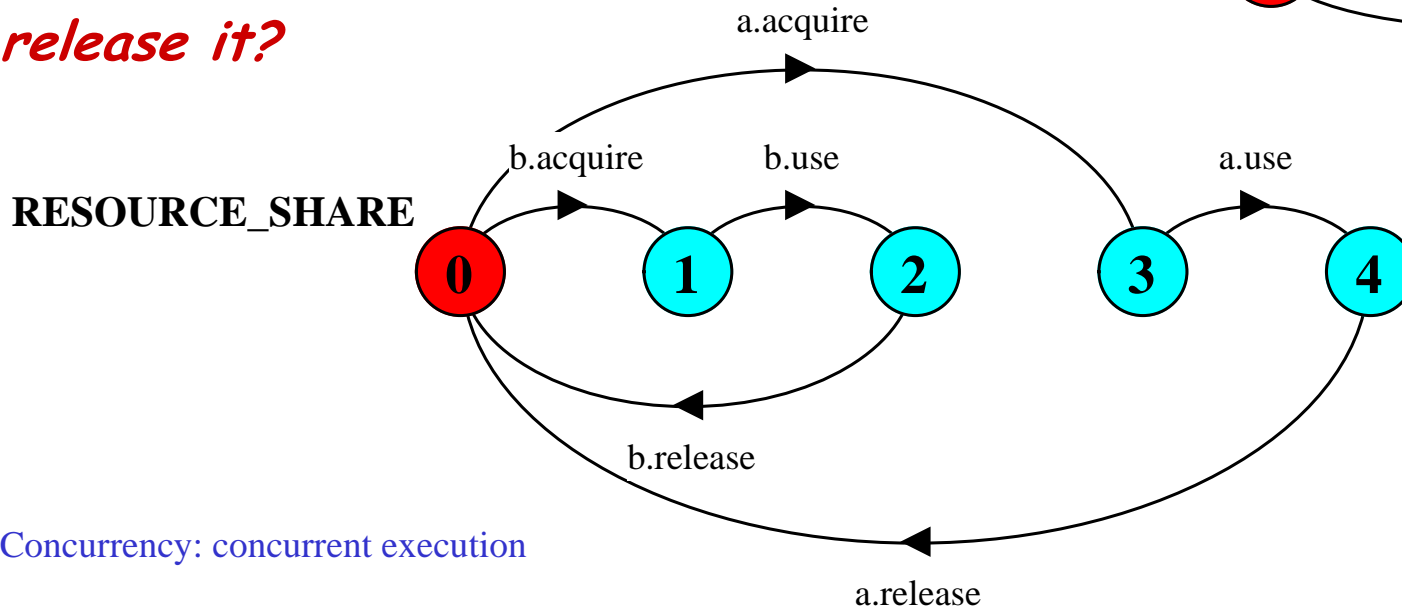 release it?
a.acquire
b.acquire b.use a.use
RESOURCE_SHARE
0 1 2 3 4
b.release
Concurrency: concurrent execution
a.release